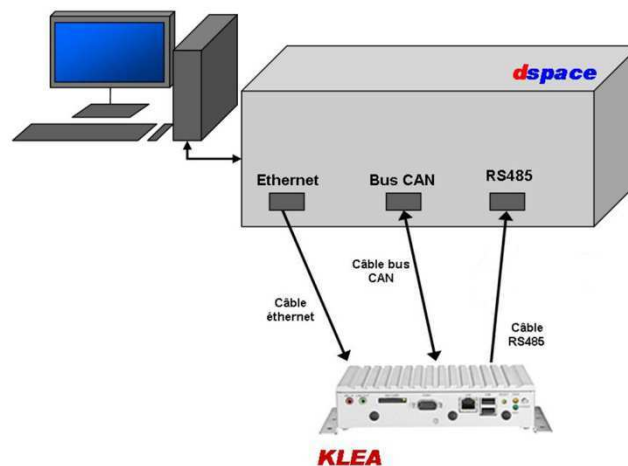 dspace
Ethernet
Bus CAN
RS485
Câble bus
CAN
Câble
éthernet
Câble
RS485
KLEA